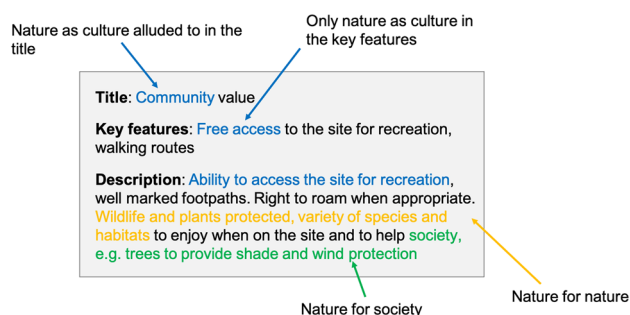 Nature as culture alluded to in the
title
Only nature as culture in
the key features
Title: Community value
Key features: Free access to the site for recreation,
walking routes
Description: Ability to access the site for recreation,
well marked footpaths. Right to roam when appropriate.
Wildlife and plants protected, variety of species and
habitats to enjoy when on the site and to help society,
e.g. trees to provide shade and wind protection
Nature for nature
Nature for society